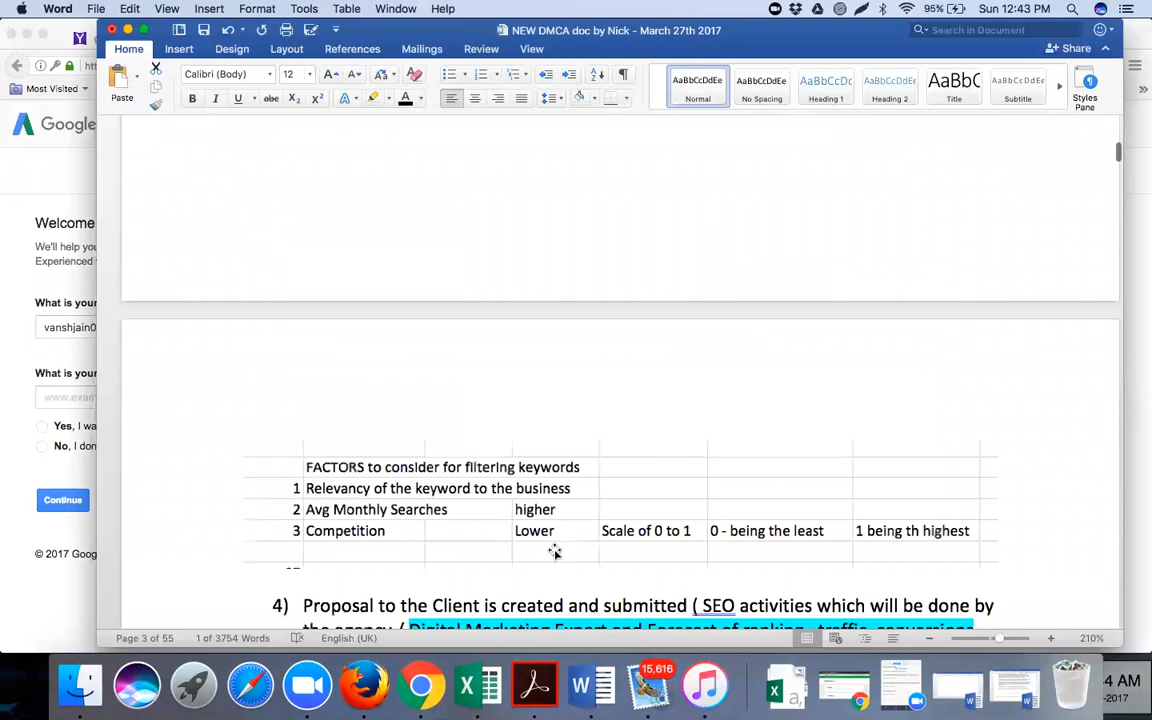 Word File Edit View Insert Format Tools Table Window Help 95% Sun 12:43 PM
NEW DMCA doc by Nick - March 27th 2017 Search in Document
Home Insert Design Layout References Mailings Review View Share
Paste Calibri (Body) 12 AaBbCcDdEe AaBbCcDdEe AaBbCcDc AaBbCcDdEe AaBbC AaBbCcDdEe
Normal No Spacing Heading 1 Heading 2 Title Subtitle Styles Pane
Most Visited
Google
Welcome
We'll help you
Experienced
What is your
vanshjain0
What is your
www.exam
Yes, I wa
No, I don
Continue
© 2017 Goog
FACTORS to consider for filtering keywords
1 Relevancy of the keyword to the business
2 Avg Monthly Searches higher
3 Competition Lower Scale of 0 to 1 0 - being the least 1 being th highest
4) Proposal to the Client is created and submitted ( SEO activities which will be done by
the agency / Digital Marketing Expert and Forecast of ranking, traffic, conversions
Page 3 of 55 1 of 3754 Words English (UK) 210%
15,616
4 AM
-2017